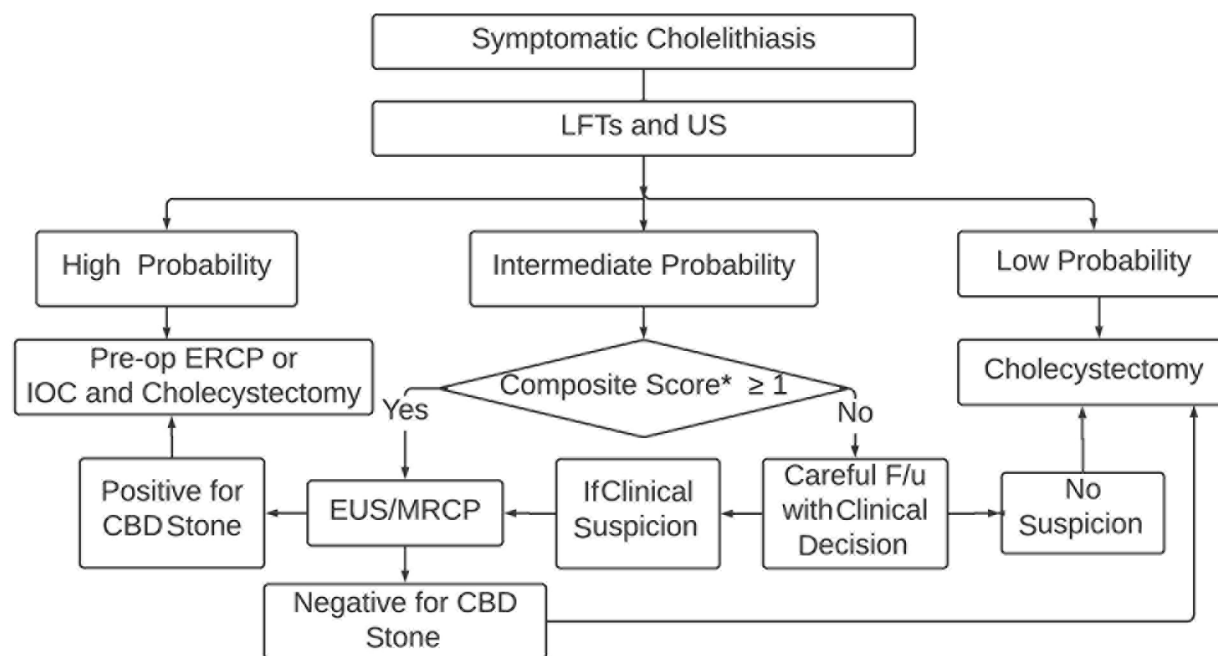 Symptomatic Cholelithiasis
LFTs and US
High Probability
Intermediate Probability
Low Probability
Pre-op ERCP or
IOC and Cholecystectomy
Composite Score* ≥ 1
Cholecystectomy
Yes
No
Positive for
CBD Stone
EUS/MRCP
If Clinical
Suspicion
Careful F/u
with Clinical
Decision
No
Suspicion
Negative for CBD
Stone